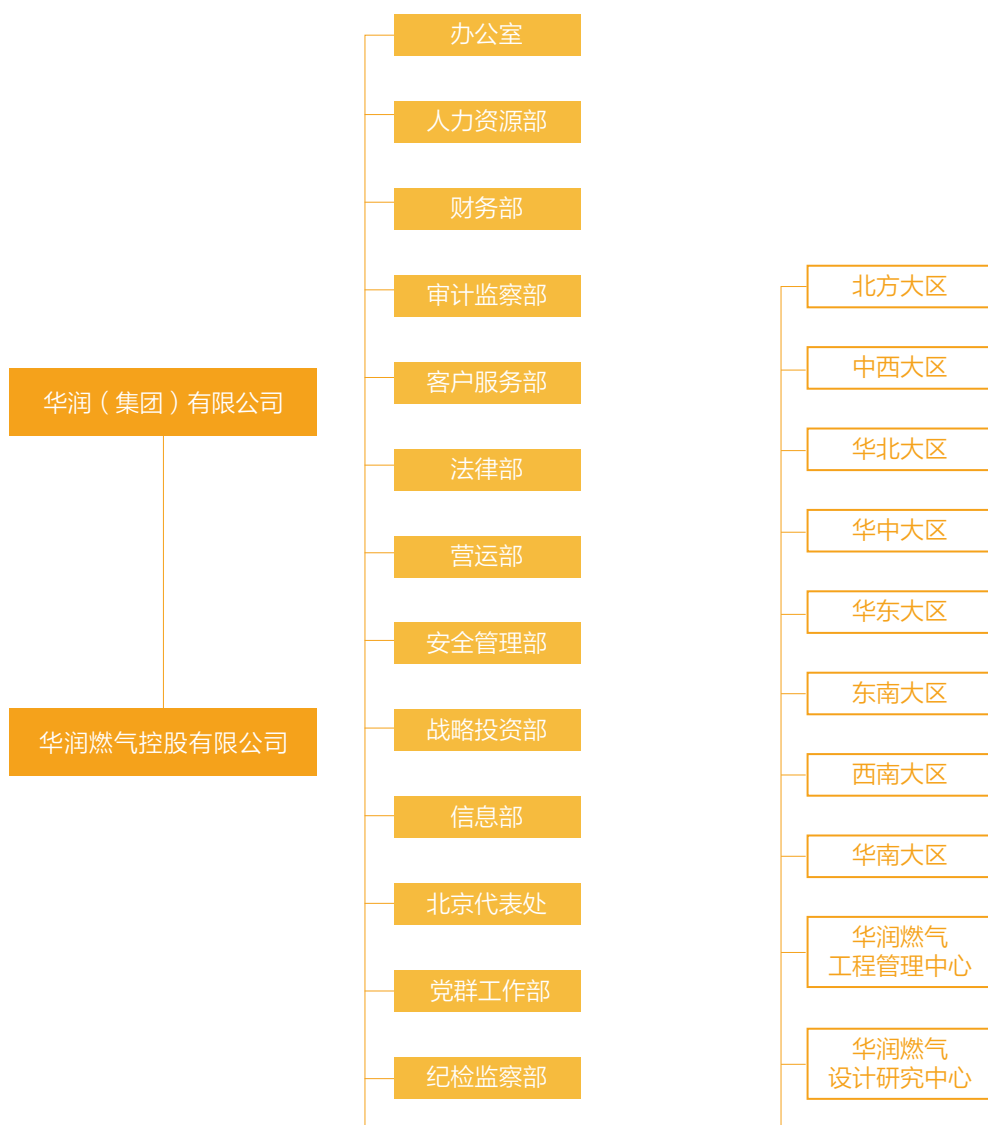 华润（集团）有限公司
华润燃气控股有限公司
办公室
人力资源部
财务部
审计监察部
客户服务部
法律部
营运部
安全管理部
战略投资部
信息部
北京代表处
党群工作部
纪检监察部
北方大区
中西大区
华北大区
华中大区
华东大区
东南大区
西南大区
华南大区
华润燃气
工程管理中心
华润燃气
设计研究中心